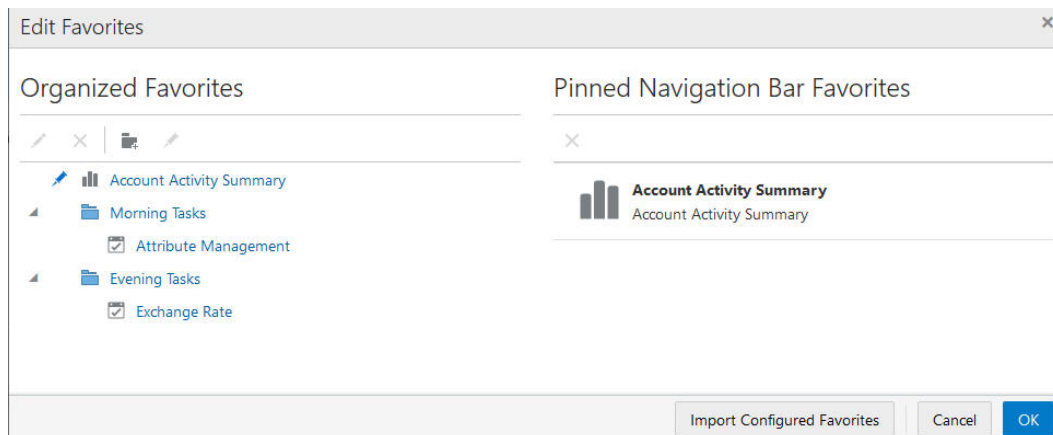 Edit Favorites
Organized Favorites
Account Activity Summary
Morning Tasks
Attribute Management
Evening Tasks
Exchange Rate
Pinned Navigation Bar Favorites
Account Activity Summary
Account Activity Summary
Import Configured Favorites
Cancel
OK